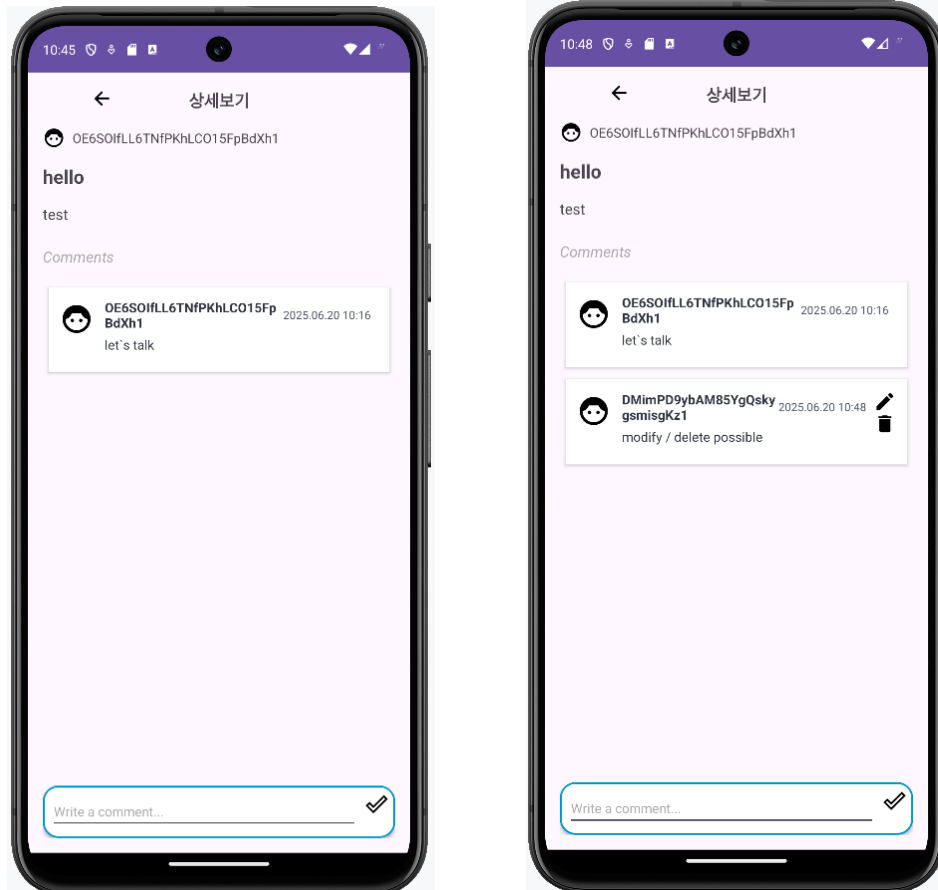 10:45
상세보기
OE6SOIfLL6TNfPKhLCO15FpBdXh1
hello
test
Comments
OE6SOIfLL6TNfPKhLCO15Fp
BdXh1
2025.06.20 10:16
let`s talk
Write a comment...
10:48
상세보기
OE6SOIfLL6TNfPKhLCO15FpBdXh1
hello
test
Comments
OE6SOIfLL6TNfPKhLCO15Fp
BdXh1
2025.06.20 10:16
let`s talk
DMimPD9ybAM85YgQsky
gsmisgKz1
2025.06.20 10:48
modify / delete possible
Write a comment...